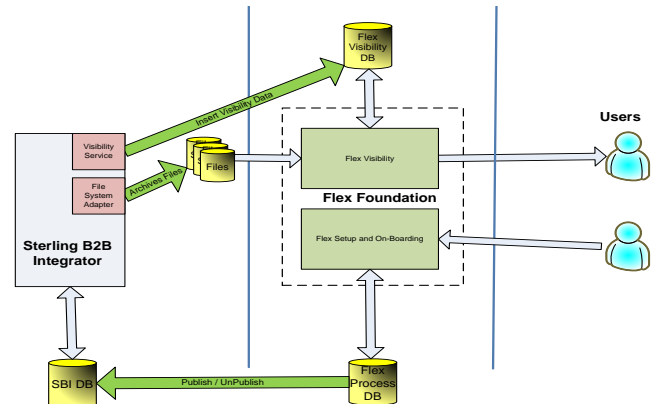 Flex
Visibility
DB
Insert Visibility Data
Users
Visibility
Service
Files
Flex Visibility
Archives Files
File
System
Adapter
Flex Foundation
Sterling B2B
Integrator
Flex Setup and On-Boarding
SBI DB
Publish / UnPublish
Flex
Process
DB